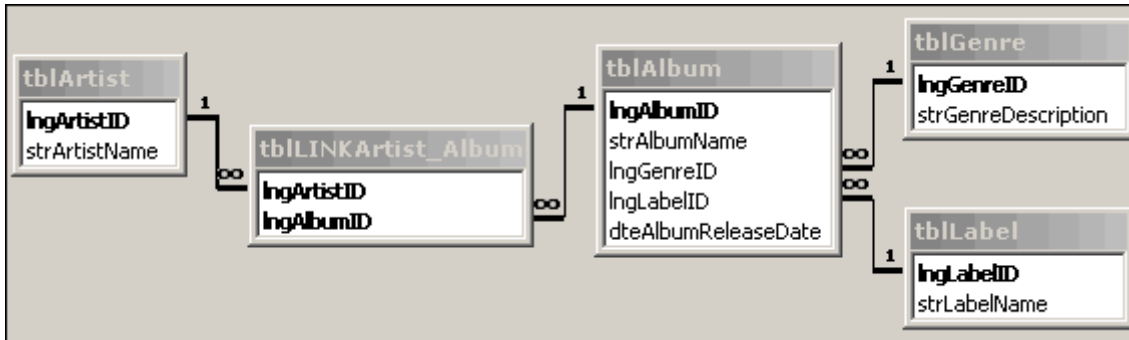 tblArtist
lngArtistID
strArtistName
1
∞
tblLINKArtist_Album
lngArtistID
lngAlbumID
∞
1
tblAlbum
lngAlbumID
strAlbumName
lngGenreID
lngLabelID
dteAlbumReleaseDate
∞
∞
1
tblGenre
lngGenreID
strGenreDescription
1
tblLabel
lngLabelID
strLabelName